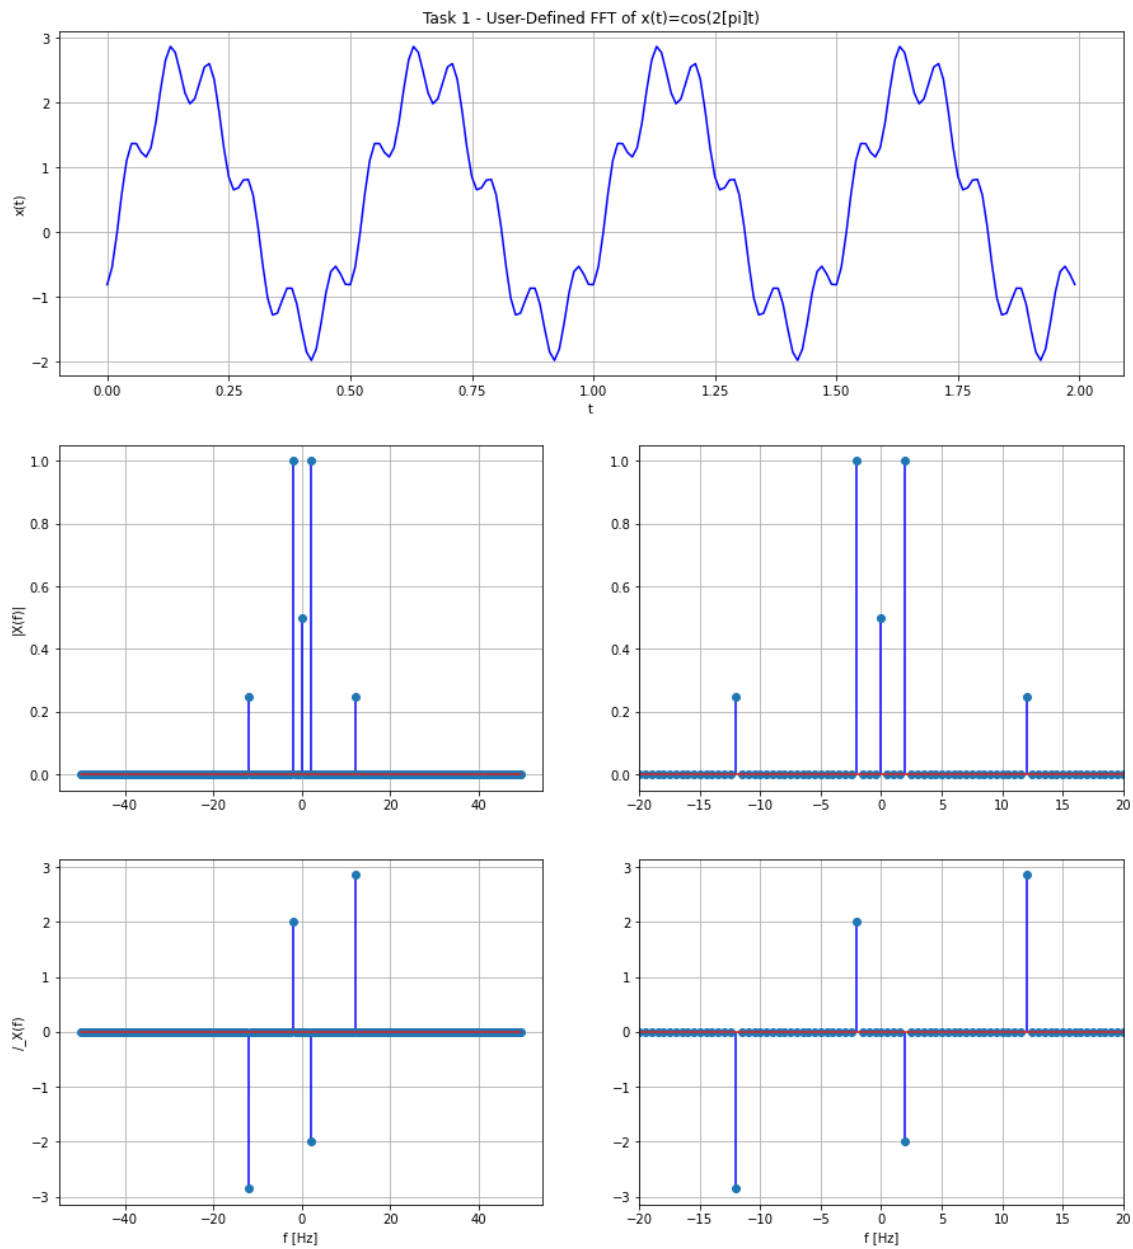 Task 1 - User-Defined FFT of x(t)=cos(2[pi]t)
3
2
1
0
−1
−2
x(t)
0.00 0.25 0.50 0.75 1.00 1.25 1.50 1.75 2.00
t
1.0
0.8
0.6
0.4
0.2
0.0
|X(f)|
−40 −20 0 20 40
1.0
0.8
0.6
0.4
0.2
0.0
−20 −15 −10 −5 0 5 10 15 20
3
2
1
0
−1
−2
−3
/_X(f)
−40 −20 0 20 40
f [Hz]
3
2
1
0
−1
−2
−3
−20 −15 −10 −5 0 5 10 15 20
f [Hz]